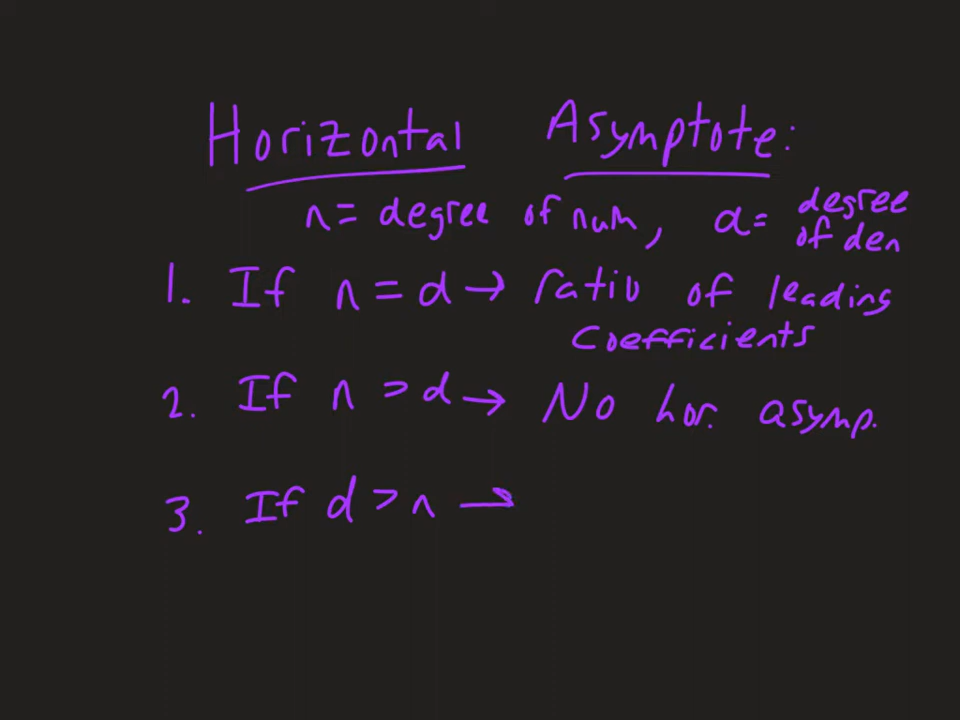 Horizontal Asymptote:
n = degree of num, d = degree of den
1. If n = d → ratio of leading
coefficients
2. If n > d → No hor. asymp.
3. If d > n →